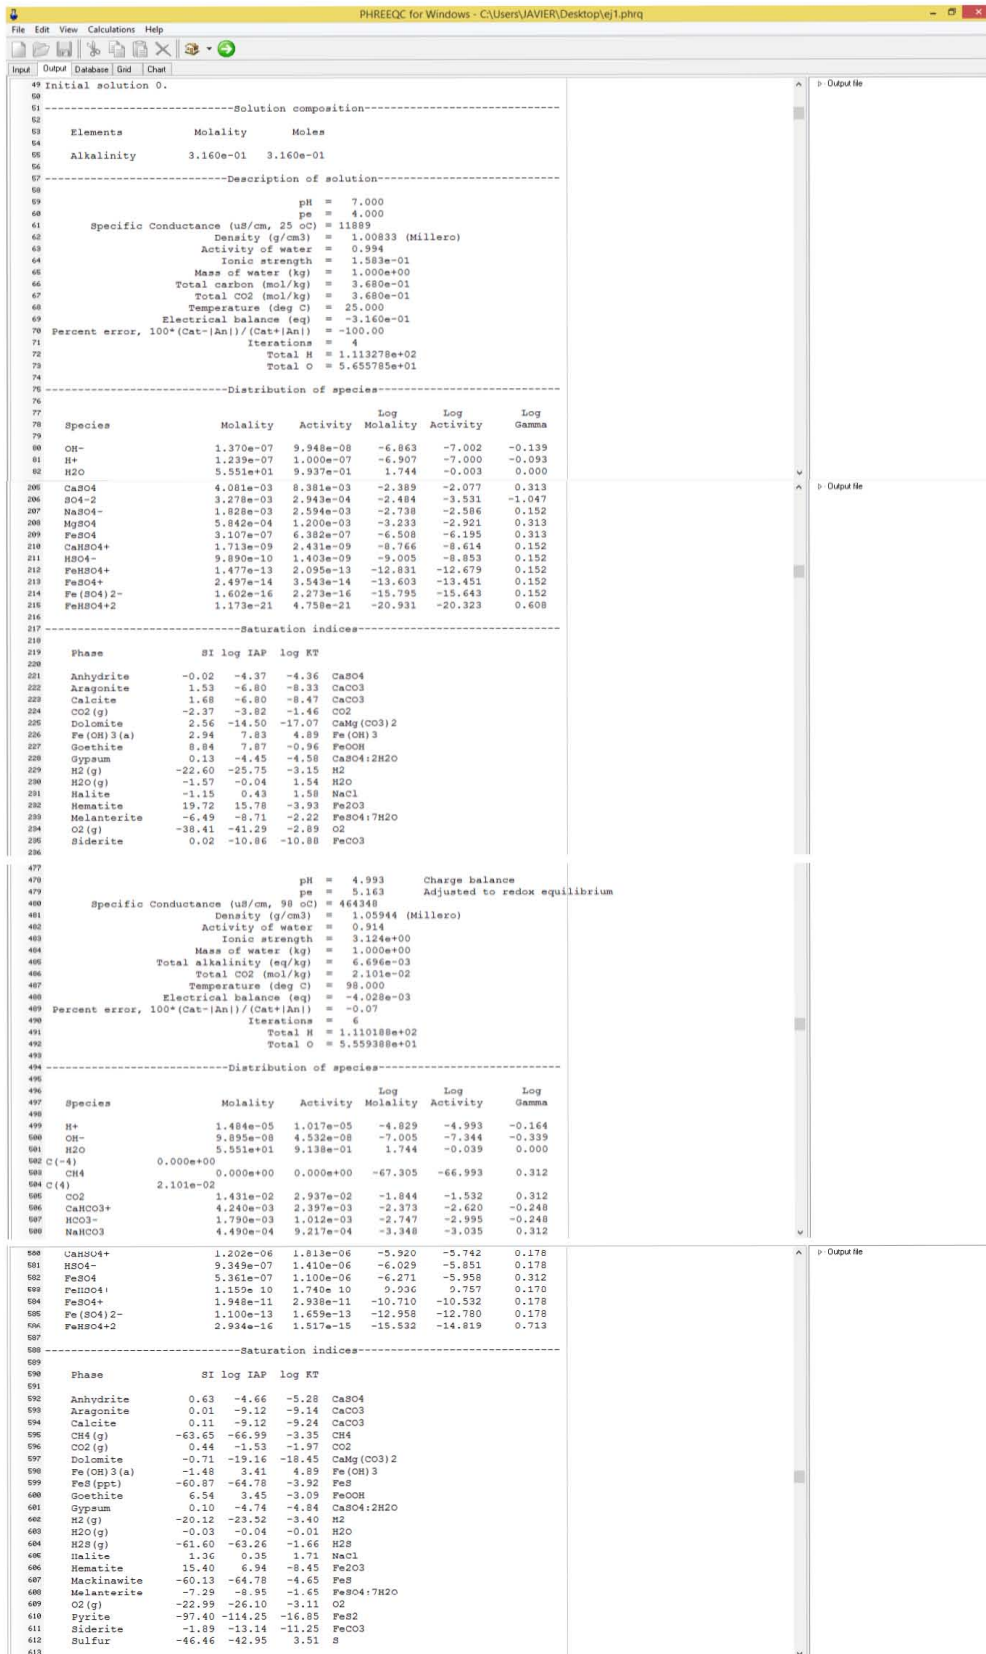 PHREEQC for Windows - C:\Users\JAVIER\Desktop\ej1.phrq
File Edit View Calculations Help
Input Output Database Grid Chart
Output file
49 Initial solution 0.
50
51 -----------------------------Solution composition------------------------------
52
53 Elements Molality Moles
54
55 Alkalinity 3.160e-01 3.160e-01
56
57 ----------------------------Description of solution----------------------------
58
59 pH = 7.000
60 pe = 4.000
61 Specific Conductance (uS/cm, 25 oC) = 11889
62 Density (g/cm3) = 1.00833 (Millero)
63 Activity of water = 0.994
64 Ionic strength = 1.583e-01
65 Mass of water (kg) = 1.000e+00
66 Total carbon (mol/kg) = 3.680e-01
67 Total CO2 (mol/kg) = 3.680e-01
68 Temperature (deg C) = 25.000
69 Electrical balance (eq) = -3.160e-01
70 Percent error, 100*(Cat-|An|)/(Cat+|An|) = -100.00
71 Iterations = 4
72 Total H = 1.113278e+02
73 Total O = 5.655785e+01
74
75 ----------------------------Distribution of species----------------------------
76
77 Log Log Log
78 Species Molality Activity Molality Activity Gamma
79
80 OH- 1.370e-07 9.948e-08 -6.863 -7.002 -0.139
81 H+ 1.239e-07 1.000e-07 -6.907 -7.000 -0.093
82 H2O 5.551e+01 9.937e-01 1.744 -0.003 0.000
Output file
205 CaSO4 4.081e-03 8.381e-03 -2.389 -2.077 0.313
206 SO4-2 3.278e-03 2.943e-04 -2.484 -3.531 -1.047
207 NaSO4- 1.828e-03 2.594e-03 -2.738 -2.586 0.152
208 MgSO4 5.842e-04 1.200e-03 -3.233 -2.921 0.313
209 FeSO4 3.107e-07 6.382e-07 -6.508 -6.195 0.313
210 CaHSO4+ 1.713e-09 2.431e-09 -8.766 -8.614 0.152
211 HSO4- 9.890e-10 1.403e-09 -9.005 -8.853 0.152
212 FeHSO4+ 1.477e-13 2.095e-13 -12.831 -12.679 0.152
213 FeSO4+ 2.497e-14 3.543e-14 -13.603 -13.451 0.152
214 Fe(SO4)2- 1.602e-16 2.273e-16 -15.795 -15.643 0.152
215 FeHSO4+2 1.173e-21 4.758e-21 -20.931 -20.323 0.608
216
217 ------------------------------Saturation indices-------------------------------
218
219 Phase SI log IAP log KT
220
221 Anhydrite -0.02 -4.37 -4.36 CaSO4
222 Aragonite 1.53 -6.80 -8.33 CaCO3
223 Calcite 1.68 -6.80 -8.47 CaCO3
224 CO2(g) -2.37 -3.82 -1.46 CO2
225 Dolomite 2.56 -14.50 -17.07 CaMg(CO3)2
226 Fe(OH)3(a) 2.94 7.83 4.89 Fe(OH)3
227 Goethite 8.84 7.87 -0.96 FeOOH
228 Gypsum 0.13 -4.45 -4.58 CaSO4:2H2O
229 H2(g) -22.60 -25.75 -3.15 H2
230 H2O(g) -1.57 -0.04 1.54 H2O
231 Halite -1.15 0.43 1.58 NaCl
232 Hematite 19.72 15.78 -3.93 Fe2O3
233 Melanterite -6.49 -8.71 -2.22 FeSO4:7H2O
234 O2(g) -38.41 -41.29 -2.89 O2
235 Siderite 0.02 -10.86 -10.88 FeCO3
236
477
478 pH = 4.993 Charge balance
479 pe = 5.163 Adjusted to redox equilibrium
480 Specific Conductance (uS/cm, 98 oC) = 464348
481 Density (g/cm3) = 1.05944 (Millero)
482 Activity of water = 0.914
483 Ionic strength = 3.124e+00
484 Mass of water (kg) = 1.000e+00
485 Total alkalinity (eq/kg) = 6.696e-03
486 Total CO2 (mol/kg) = 2.101e-02
487 Temperature (deg C) = 98.000
488 Electrical balance (eq) = -4.028e-03
489 Percent error, 100*(Cat-|An|)/(Cat+|An|) = -0.07
490 Iterations = 6
491 Total H = 1.110188e+02
492 Total O = 5.559388e+01
493
494 ----------------------------Distribution of species----------------------------
495
496 Log Log Log
497 Species Molality Activity Molality Activity Gamma
498
499 H+ 1.484e-05 1.017e-05 -4.829 -4.993 -0.164
500 OH- 9.895e-08 4.532e-08 -7.005 -7.344 -0.339
501 H2O 5.551e+01 9.138e-01 1.744 -0.039 0.000
502 C(-4) 0.000e+00
503 CH4 0.000e+00 0.000e+00 -67.305 -66.993 0.312
504 C(4) 2.101e-02
505 CO2 1.431e-02 2.937e-02 -1.844 -1.532 0.312
506 CaHCO3+ 4.240e-03 2.397e-03 -2.373 -2.620 -0.248
507 HCO3- 1.790e-03 1.012e-03 -2.747 -2.995 -0.248
508 NaHCO3 4.490e-04 9.217e-04 -3.348 -3.035 0.312
Output file
580 CaHSO4+ 1.202e-06 1.813e-06 -5.920 -5.742 0.178
581 HSO4- 9.349e-07 1.410e-06 -6.029 -5.851 0.178
582 FeSO4 5.361e-07 1.100e-06 -6.271 -5.958 0.312
583 FeHSO4+ 1.159e-10 1.740e-10 -9.936 -9.757 0.178
584 FeSO4+ 1.948e-11 2.938e-11 -10.710 -10.532 0.178
585 Fe(SO4)2- 1.100e-13 1.659e-13 -12.958 -12.780 0.178
586 FeHSO4+2 2.934e-16 1.517e-15 -15.532 -14.819 0.713
587
588 ------------------------------Saturation indices-------------------------------
589
590 Phase SI log IAP log KT
591
592 Anhydrite 0.63 -4.66 -5.28 CaSO4
593 Aragonite 0.01 -9.12 -9.14 CaCO3
594 Calcite 0.11 -9.12 -9.24 CaCO3
595 CH4(g) -63.65 -66.99 -3.35 CH4
596 CO2(g) 0.44 -1.53 -1.97 CO2
597 Dolomite -0.71 -19.16 -18.45 CaMg(CO3)2
598 Fe(OH)3(a) -1.48 3.41 4.89 Fe(OH)3
599 FeS(ppt) -60.87 -64.78 -3.92 FeS
600 Goethite 6.54 3.45 -3.09 FeOOH
601 Gypsum 0.10 -4.74 -4.84 CaSO4:2H2O
602 H2(g) -20.12 -23.52 -3.40 H2
603 H2O(g) -0.03 -0.04 -0.01 H2O
604 H2S(g) -61.60 -63.26 -1.66 H2S
605 Halite 1.36 0.35 1.71 NaCl
606 Hematite 15.40 6.94 -8.45 Fe2O3
607 Mackinawite -60.13 -64.78 -4.65 FeS
608 Melanterite -7.29 -8.95 -1.65 FeSO4:7H2O
609 O2(g) -22.99 -26.10 -3.11 O2
610 Pyrite -97.40 -114.25 -16.85 FeS2
611 Siderite -1.89 -13.14 -11.25 FeCO3
612 Sulfur -46.46 -42.95 3.51 S
613